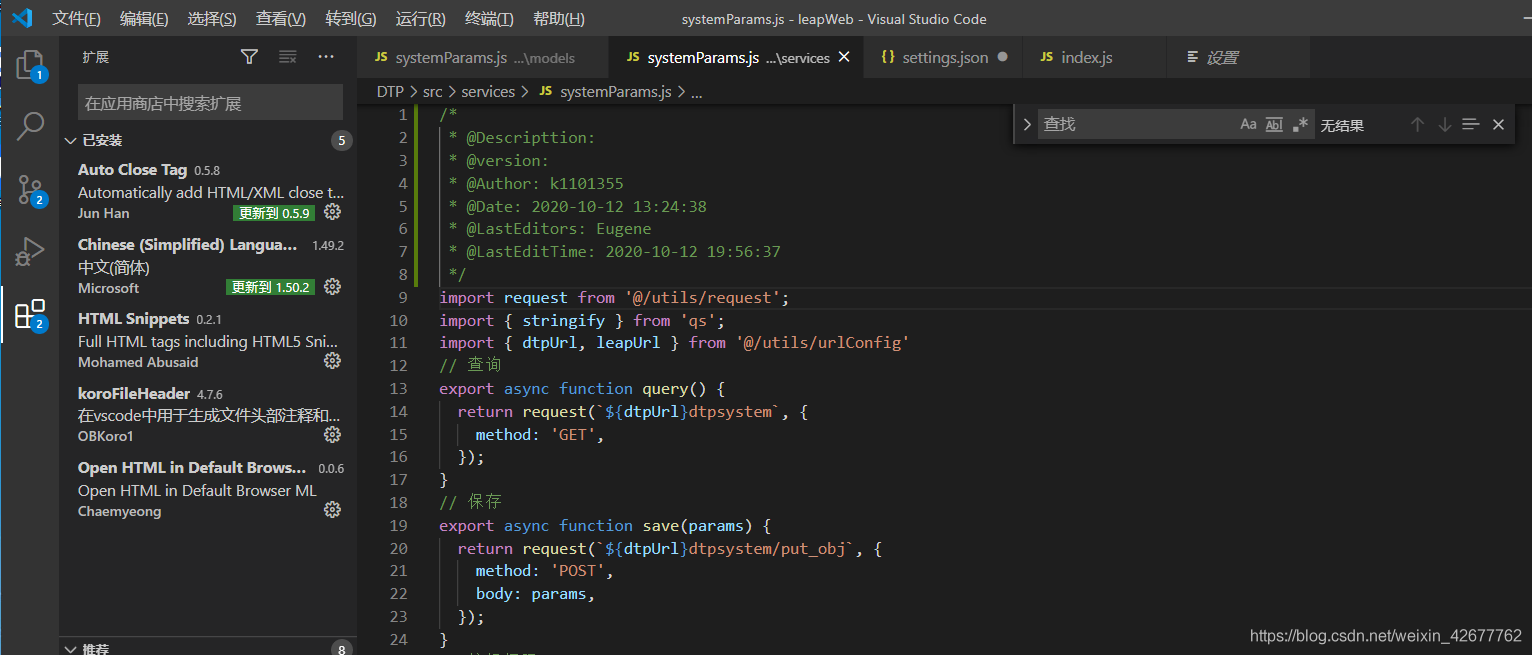 文件(F) 编辑(E) 选择(S) 查看(V) 转到(G) 运行(R) 终端(T) 帮助(H) systemParams.js - leapWeb - Visual Studio Code
1
2
2
扩展
在应用商店中搜索扩展
已安装 5
Auto Close Tag 0.5.8
Automatically add HTML/XML close t...
Jun Han 更新到 0.5.9
Chinese (Simplified) Langua... 1.49.2
中文(简体)
Microsoft 更新到 1.50.2
HTML Snippets 0.2.1
Full HTML tags including HTML5 Sni...
Mohamed Abusaid
koroFileHeader 4.7.6
在vscode中用于生成文件头部注释和...
OBKoro1
Open HTML in Default Brows... 0.0.6
Open HTML in Default Browser ML
Chaemyeong
推荐 8
JS systemParams.js ...\models JS systemParams.js ...\services {} settings.json JS index.js 设置
DTP > src > services > JS systemParams.js > ...
查找 Aa Abl .* 无结果
1 /*
2 * @Descripttion:
3 * @version:
4 * @Author: k1101355
5 * @Date: 2020-10-12 13:24:38
6 * @LastEditors: Eugene
7 * @LastEditTime: 2020-10-12 19:56:37
8 */
9 import request from '@/utils/request';
10 import { stringify } from 'qs';
11 import { dtpUrl, leapUrl } from '@/utils/urlConfig'
12 // 查询
13 export async function query() {
14 return request(`${dtpUrl}dtpsystem`, {
15 method: 'GET',
16 });
17 }
18 // 保存
19 export async function save(params) {
20 return request(`${dtpUrl}dtpsystem/put_obj`, {
21 method: 'POST',
22 body: params,
23 });
24 }
https://blog.csdn.net/weixin_42677762